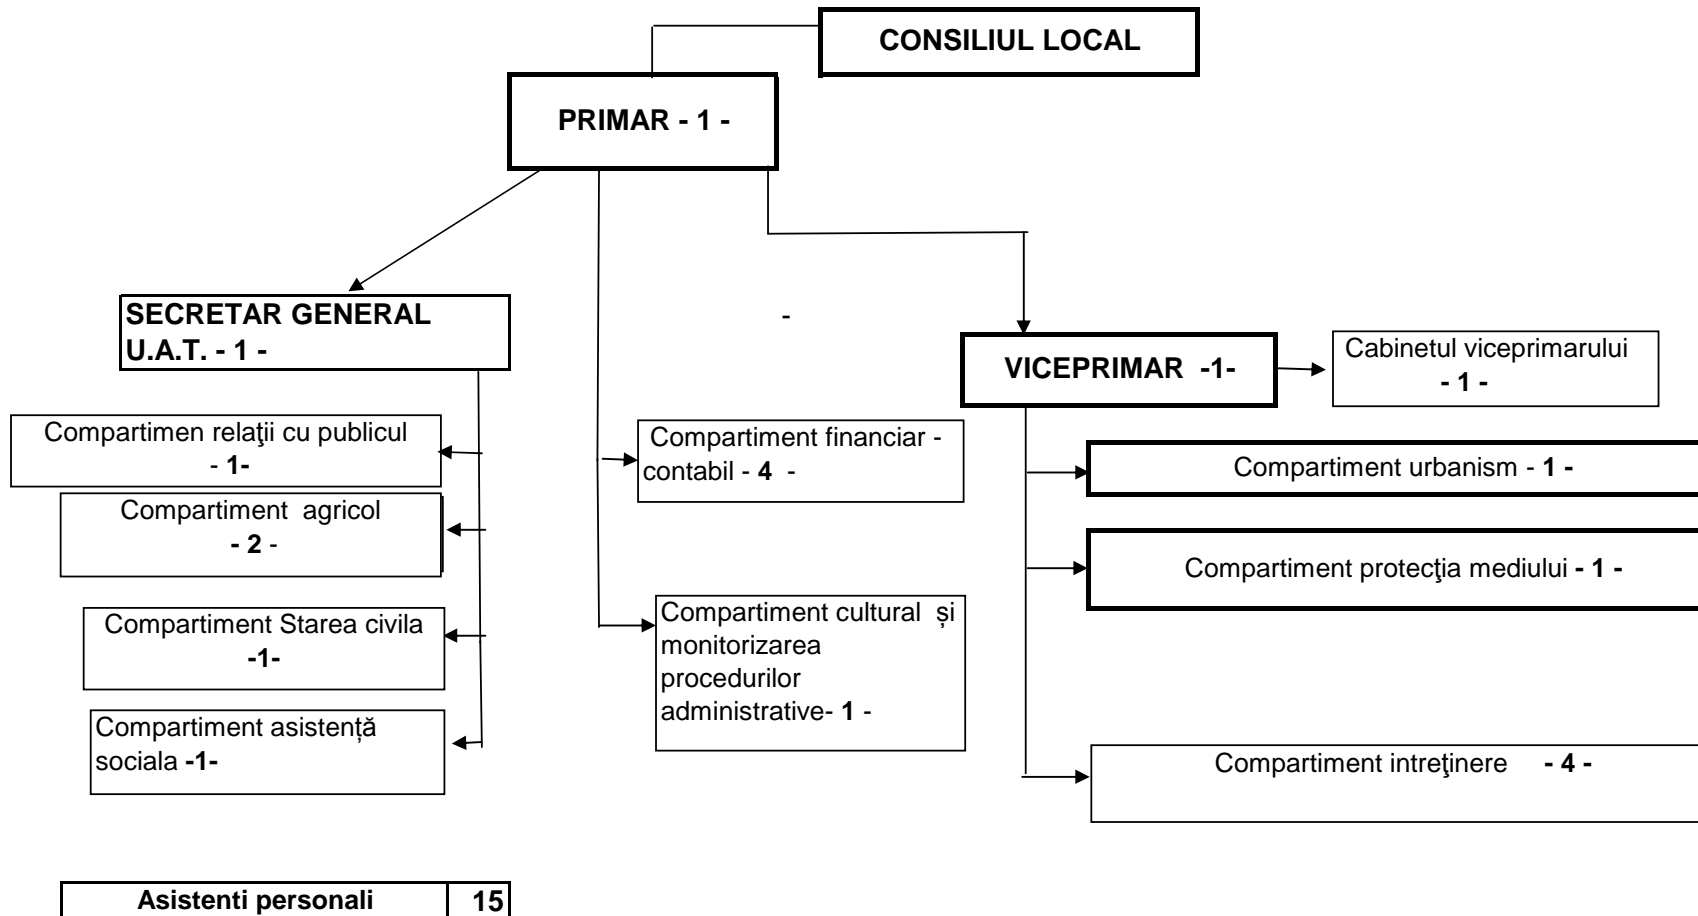 CONSILIUL LOCAL
PRIMAR - 1 -
SECRETAR GENERAL
U.A.T. - 1 -
-
VICEPRIMAR -1-
Cabinetul viceprimarului
- 1 -
Compartimen relaţii cu publicul
- 1-
Compartiment agricol
- 2 -
Compartiment Starea civila
-1-
Compartiment asistență
sociala -1-
Compartiment financiar -
contabil - 4 -
Compartiment cultural și
monitorizarea
procedurilor
administrative- 1 -
Compartiment urbanism - 1 -
Compartiment protecţia mediului - 1 -
Compartiment intreţinere - 4 -
Asistenti personali 15